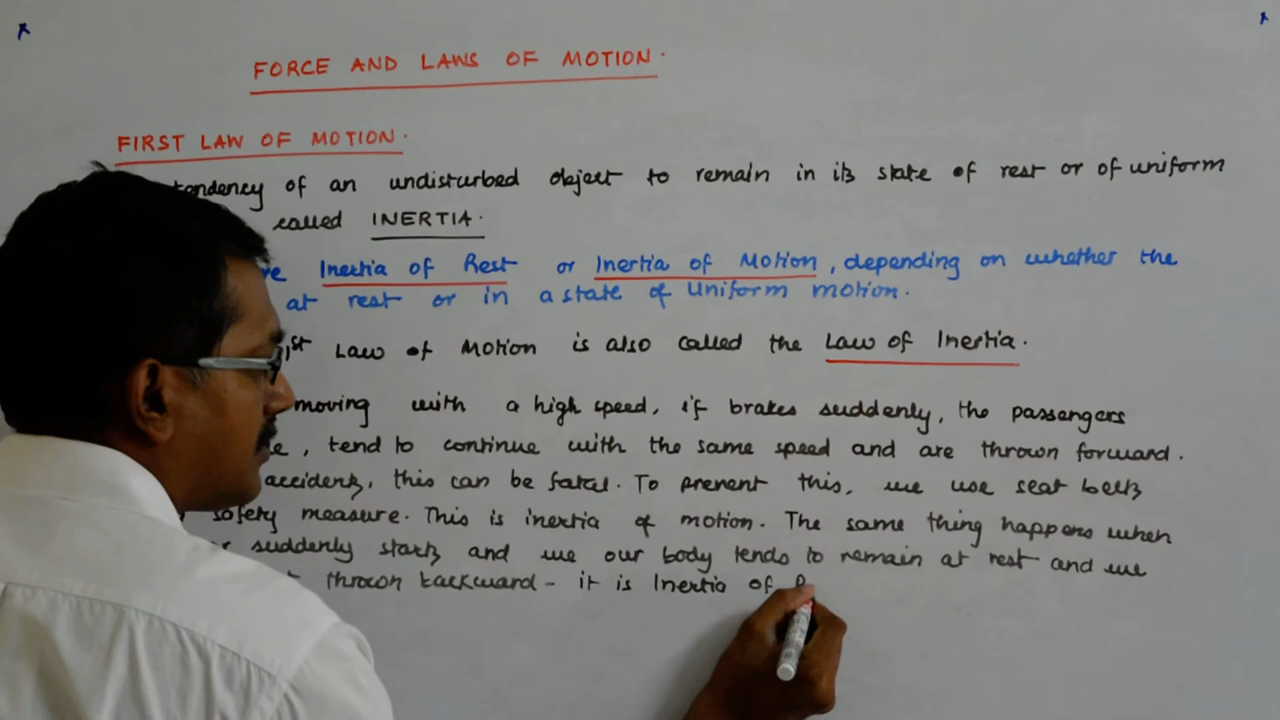 FORCE AND LAWS OF MOTION.
FIRST LAW OF MOTION.
tendency of an undisturbed object to remain in its state of rest or of uniform
called INERTIA.
Inertia of Rest or Inertia of Motion, depending on whether the
at rest or in a state of Uniform motion.
1st Law of Motion is also called the Law of Inertia.
moving with a high speed, if brakes suddenly, the passengers
, tend to continue with the same speed and are thrown forward.
accidents, this can be fatal. To prevent this, we use seat belts
safety measure. This is inertia of motion. The same thing happens when
suddenly starts and we our body tends to remain at rest and we
thrown backward - it is Inertia of